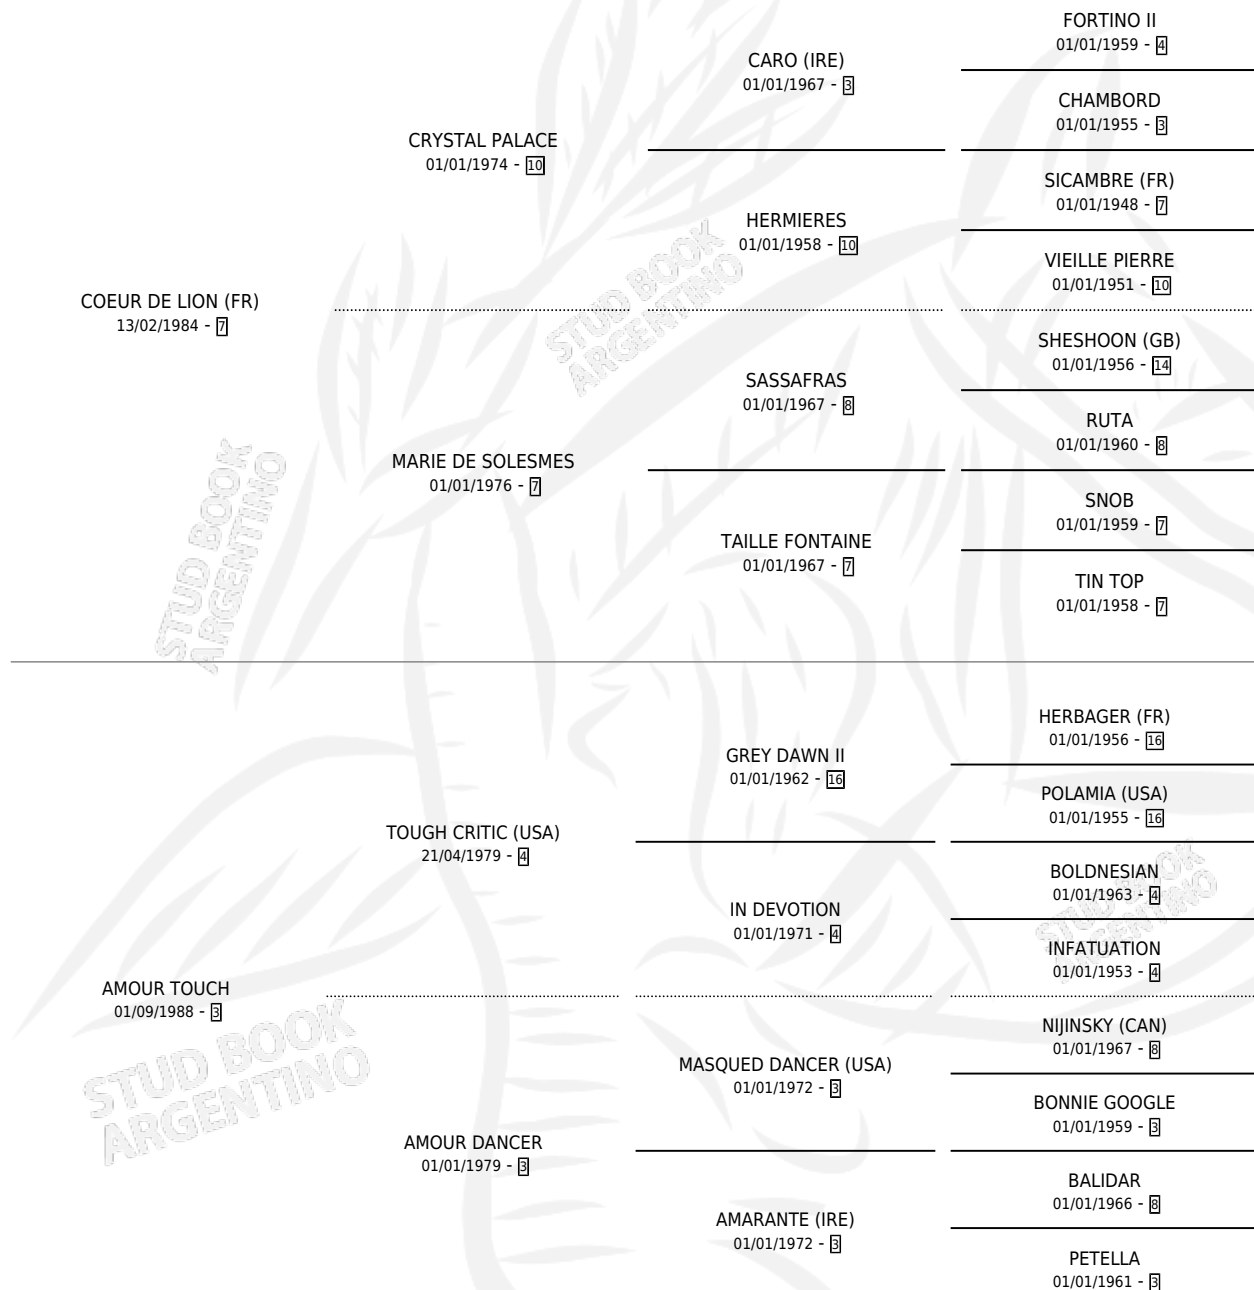 FORTINO II
01/01/1959 - 4
CARO (IRE)
01/01/1967 - 3
CHAMBORD
01/01/1955 - 3
CRYSTAL PALACE
01/01/1974 - 10
SICAMBRE (FR)
01/01/1948 - 7
HERMIERES
01/01/1958 - 10
VIEILLE PIERRE
01/01/1951 - 10
COEUR DE LION (FR)
13/02/1984 - 7
STUD BOOK
ARGENTINO
SHESHOON (GB)
01/01/1956 - 14
SASSAFRAS
01/01/1967 - 8
RUTA
01/01/1960 - 8
MARIE DE SOLESMES
01/01/1976 - 7
SNOB
01/01/1959 - 7
TAILLE FONTAINE
01/01/1967 - 7
TIN TOP
01/01/1958 - 7
STUD BOOK
ARGENTINO
HERBAGER (FR)
01/01/1956 - 16
GREY DAWN II
01/01/1962 - 16
POLAMIA (USA)
01/01/1955 - 16
TOUGH CRITIC (USA)
21/04/1979 - 4
BOLDNESIAN
01/01/1963 - 4
STUD BOOK
ARGENTINO
IN DEVOTION
01/01/1971 - 4
INFATUATION
01/01/1953 - 4
AMOUR TOUCH
01/09/1988 - 3
NIJINSKY (CAN)
01/01/1967 - 8
STUD BOOK
ARGENTINO
MASQUED DANCER (USA)
01/01/1972 - 3
BONNIE GOOGLE
01/01/1959 - 3
AMOUR DANCER
01/01/1979 - 3
BALIDAR
01/01/1966 - 8
AMARANTE (IRE)
01/01/1972 - 3
PETELLA
01/01/1961 - 3